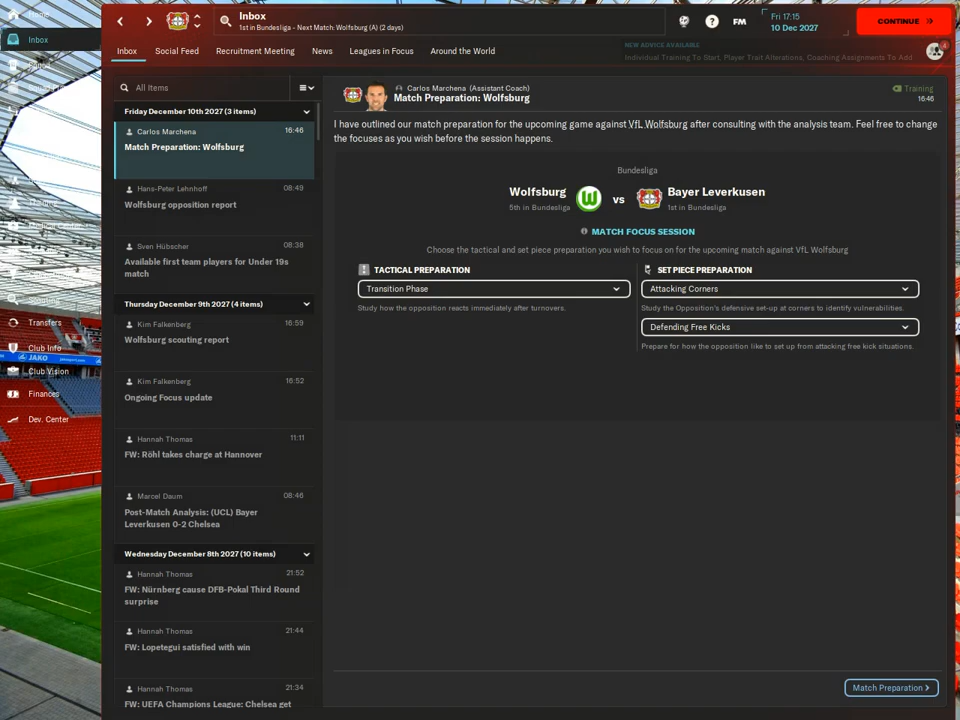 Home
Inbox
Transfers
Club Info
Club Vision
Finances
Dev. Center
Inbox
1st in Bundesliga - Next Match: Wolfsburg (A) (2 days)
?
FM
Fri 17:15
10 Dec 2027
CONTINUE
Inbox
Social Feed
Recruitment Meeting
News
Leagues in Focus
Around the World
NEW ADVICE AVAILABLE
Individual Training To Start, Player Trait Alterations, Coaching Assignments To Add
4
All Items
Friday December 10th 2027 (3 items)
Carlos Marchena
16:46
Match Preparation: Wolfsburg
Hans-Peter Lehnhoff
08:49
Wolfsburg opposition report
Sven Hübscher
08:38
Available first team players for Under 19s
match
Thursday December 9th 2027 (4 items)
Kim Falkenberg
16:59
Wolfsburg scouting report
Kim Falkenberg
16:52
Ongoing Focus update
Hannah Thomas
11:11
FW: Röhl takes charge at Hannover
Marcel Daum
08:46
Post-Match Analysis: (UCL) Bayer
Leverkusen 0-2 Chelsea
Wednesday December 8th 2027 (10 items)
Hannah Thomas
21:52
FW: Nürnberg cause DFB-Pokal Third Round
surprise
Hannah Thomas
21:44
FW: Lopetegui satisfied with win
Hannah Thomas
21:34
FW: UEFA Champions League: Chelsea get
Carlos Marchena (Assistant Coach)
Match Preparation: Wolfsburg
Training
16:46
I have outlined our match preparation for the upcoming game against VfL Wolfsburg after consulting with the analysis team. Feel free to change
the focuses as you wish before the session happens.
Bundesliga
Wolfsburg
5th in Bundesliga
vs
Bayer Leverkusen
1st in Bundesliga
MATCH FOCUS SESSION
Choose the tactical and set piece preparation you wish to focus on for the upcoming match against VfL Wolfsburg
TACTICAL PREPARATION
Transition Phase
Study how the opposition reacts immediately after turnovers.
SET PIECE PREPARATION
Attacking Corners
Study the Opposition's defensive set-up at corners to identify vulnerabilities.
Defending Free Kicks
Prepare for how the opposition like to set up from attacking free kick situations.
Match Preparation
JAKO